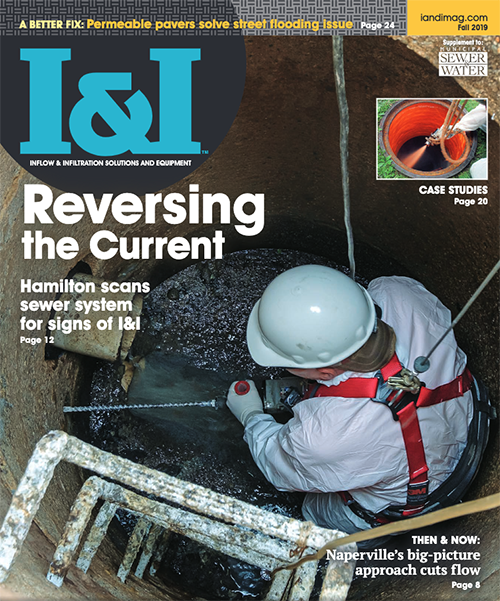 A BETTER FIX: Permeable pavers solve street flooding issue Page 24
iandimag.com
Fall 2019
Supplement to:
MUNICIPAL
SEWER
& WATER
I&I™
INFLOW & INFILTRATION SOLUTIONS AND EQUIPMENT
CASE STUDIES
Page 20
Reversing
the Current
Hamilton scans
sewer system
for signs of I&I
Page 12
3M
THEN & NOW:
Naperville's big-picture
approach cuts flow
Page 8